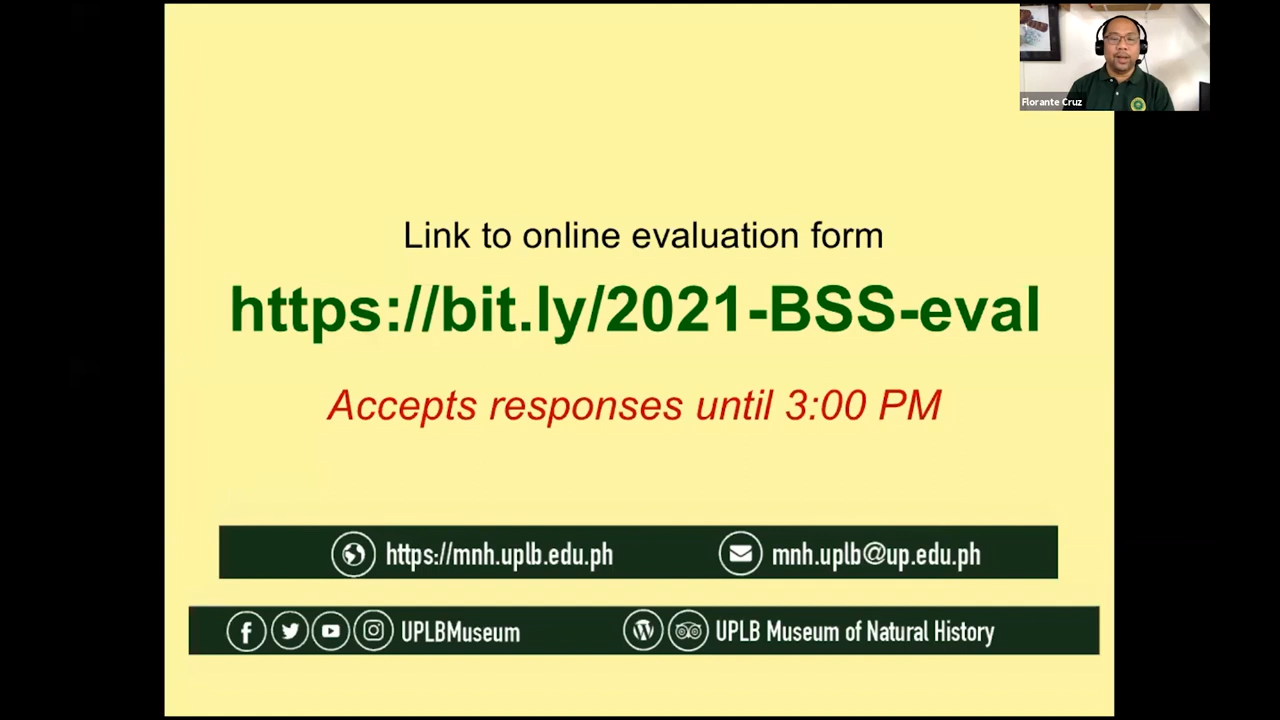 Florante Cruz
Link to online evaluation form
https://bit.ly/2021-BSS-eval
Accepts responses until 3:00 PM
https://mnh.uplb.edu.ph
mnh.uplb@up.edu.ph
UPLBMuseum
UPLB Museum of Natural History